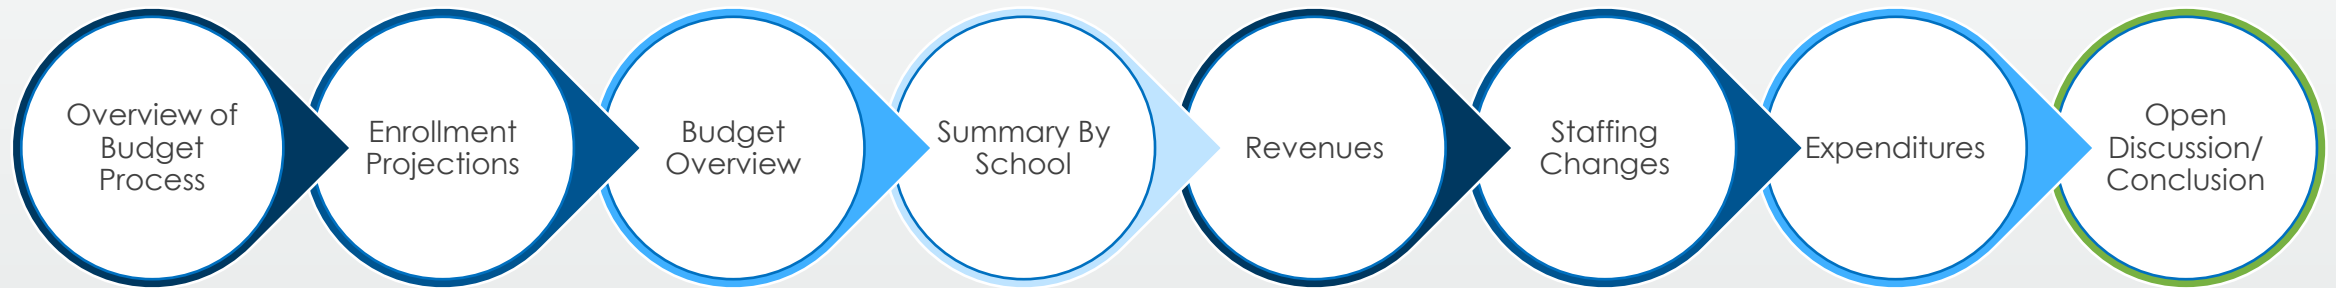 Overview of
Budget
Process
Enrollment
Projections
Budget
Overview
Summary By
School
Revenues
Staffing
Changes
Expenditures
Open
Discussion/
Conclusion